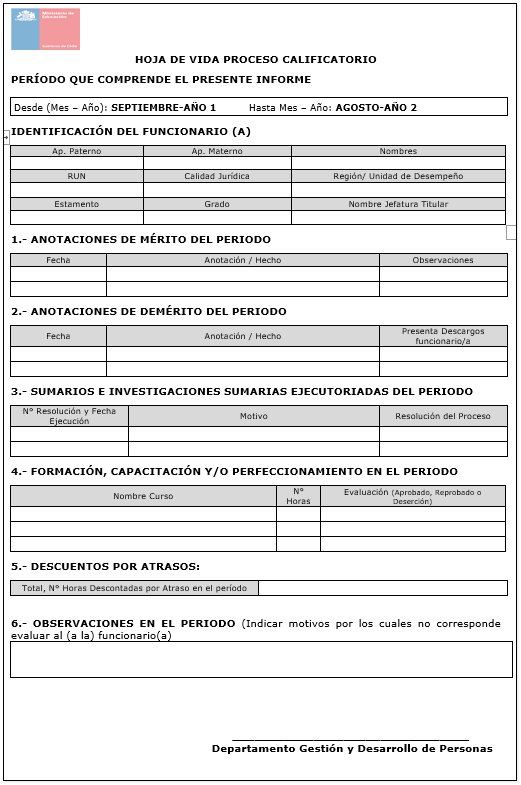 Ministerio de
Educación
Gobierno de Chile
HOJA DE VIDA PROCESO CALIFICATORIO
PERÍODO QUE COMPRENDE EL PRESENTE INFORME
Desde (Mes – Año): SEPTIEMBRE-AÑO 1 Hasta Mes – Año: AGOSTO-AÑO 2
IDENTIFICACIÓN DEL FUNCIONARIO (A)
Ap. Paterno Ap. Materno Nombres
RUN Calidad Jurídica Región/ Unidad de Desempeño
Estamento Grado Nombre Jefatura Titular
1.- ANOTACIONES DE MÉRITO DEL PERIODO
Fecha Anotación / Hecho Observaciones
2.- ANOTACIONES DE DEMÉRITO DEL PERIODO
Fecha Anotación / Hecho Presenta Descargos
funcionario/a
3.- SUMARIOS E INVESTIGACIONES SUMARIAS EJECUTORIADAS DEL PERIODO
N° Resolución y Fecha
Ejecución Motivo Resolución del Proceso
4.- FORMACIÓN, CAPACITACIÓN Y/O PERFECCIONAMIENTO EN EL PERIODO
Nombre Curso N°
Horas Evaluación (Aprobado, Reprobado o
Deserción)
5.- DESCUENTOS POR ATRASOS:
Total, N° Horas Descontadas por Atraso en el período
6.- OBSERVACIONES EN EL PERIODO (Indicar motivos por los cuales no corresponde
evaluar al (a la) funcionario(a)
Departamento Gestión y Desarrollo de Personas